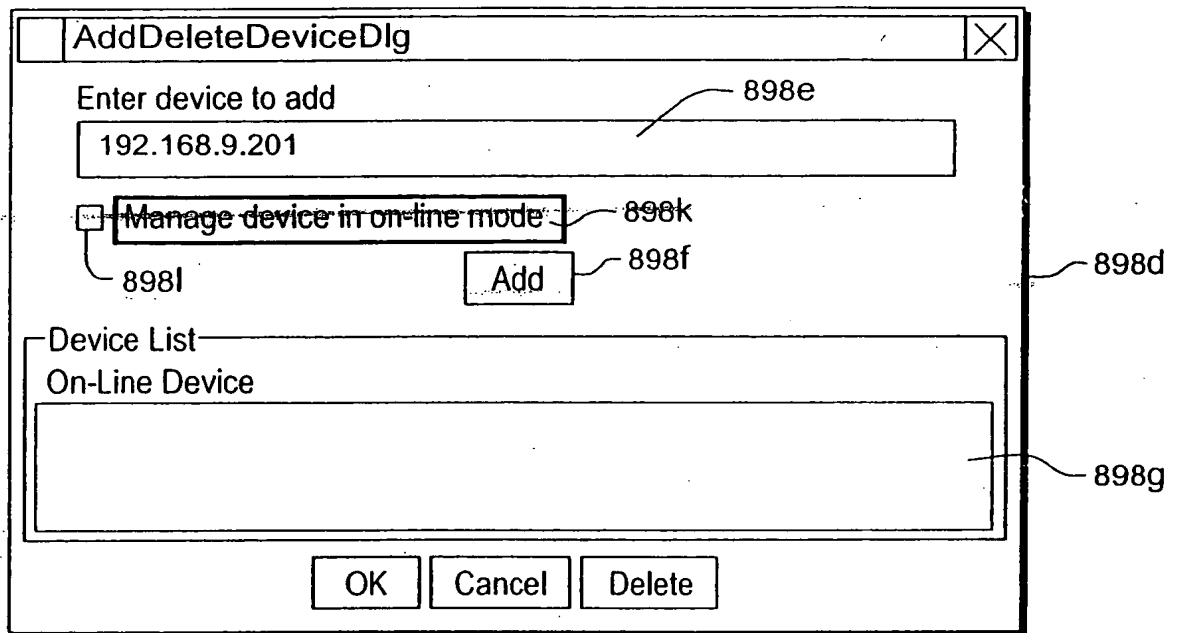 AddDeleteDeviceDlg
Enter device to add
898e
192.168.9.201
Manage device in on-line mode
898k
898l
Add
898f
898d
Device List
On-Line Device
898g
OK
Cancel
Delete